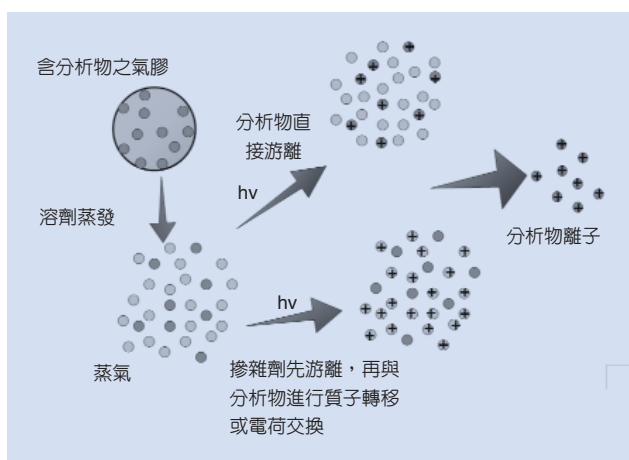 含分析物之氣膠
分析物直
接游離
hv
溶劑蒸發
分析物離子
hv
蒸氣
摻雜劑先游離，再與
分析物進行質子轉移
或電荷交換